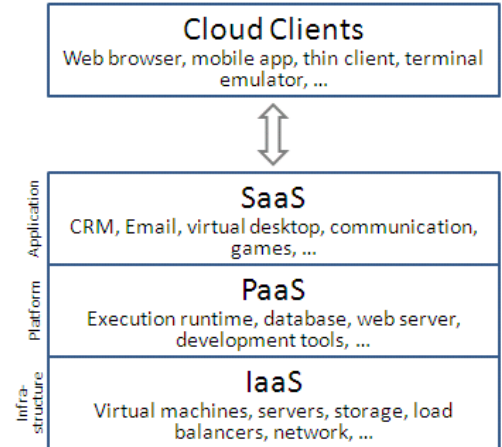 Cloud Clients
Web browser, mobile app, thin client, terminal
emulator, ...
Application
SaaS
CRM, Email, virtual desktop, communication,
games, ...
Platform
PaaS
Execution runtime, database, web server,
development tools, ...
Infra-
structure
IaaS
Virtual machines, servers, storage, load
balancers, network, ...